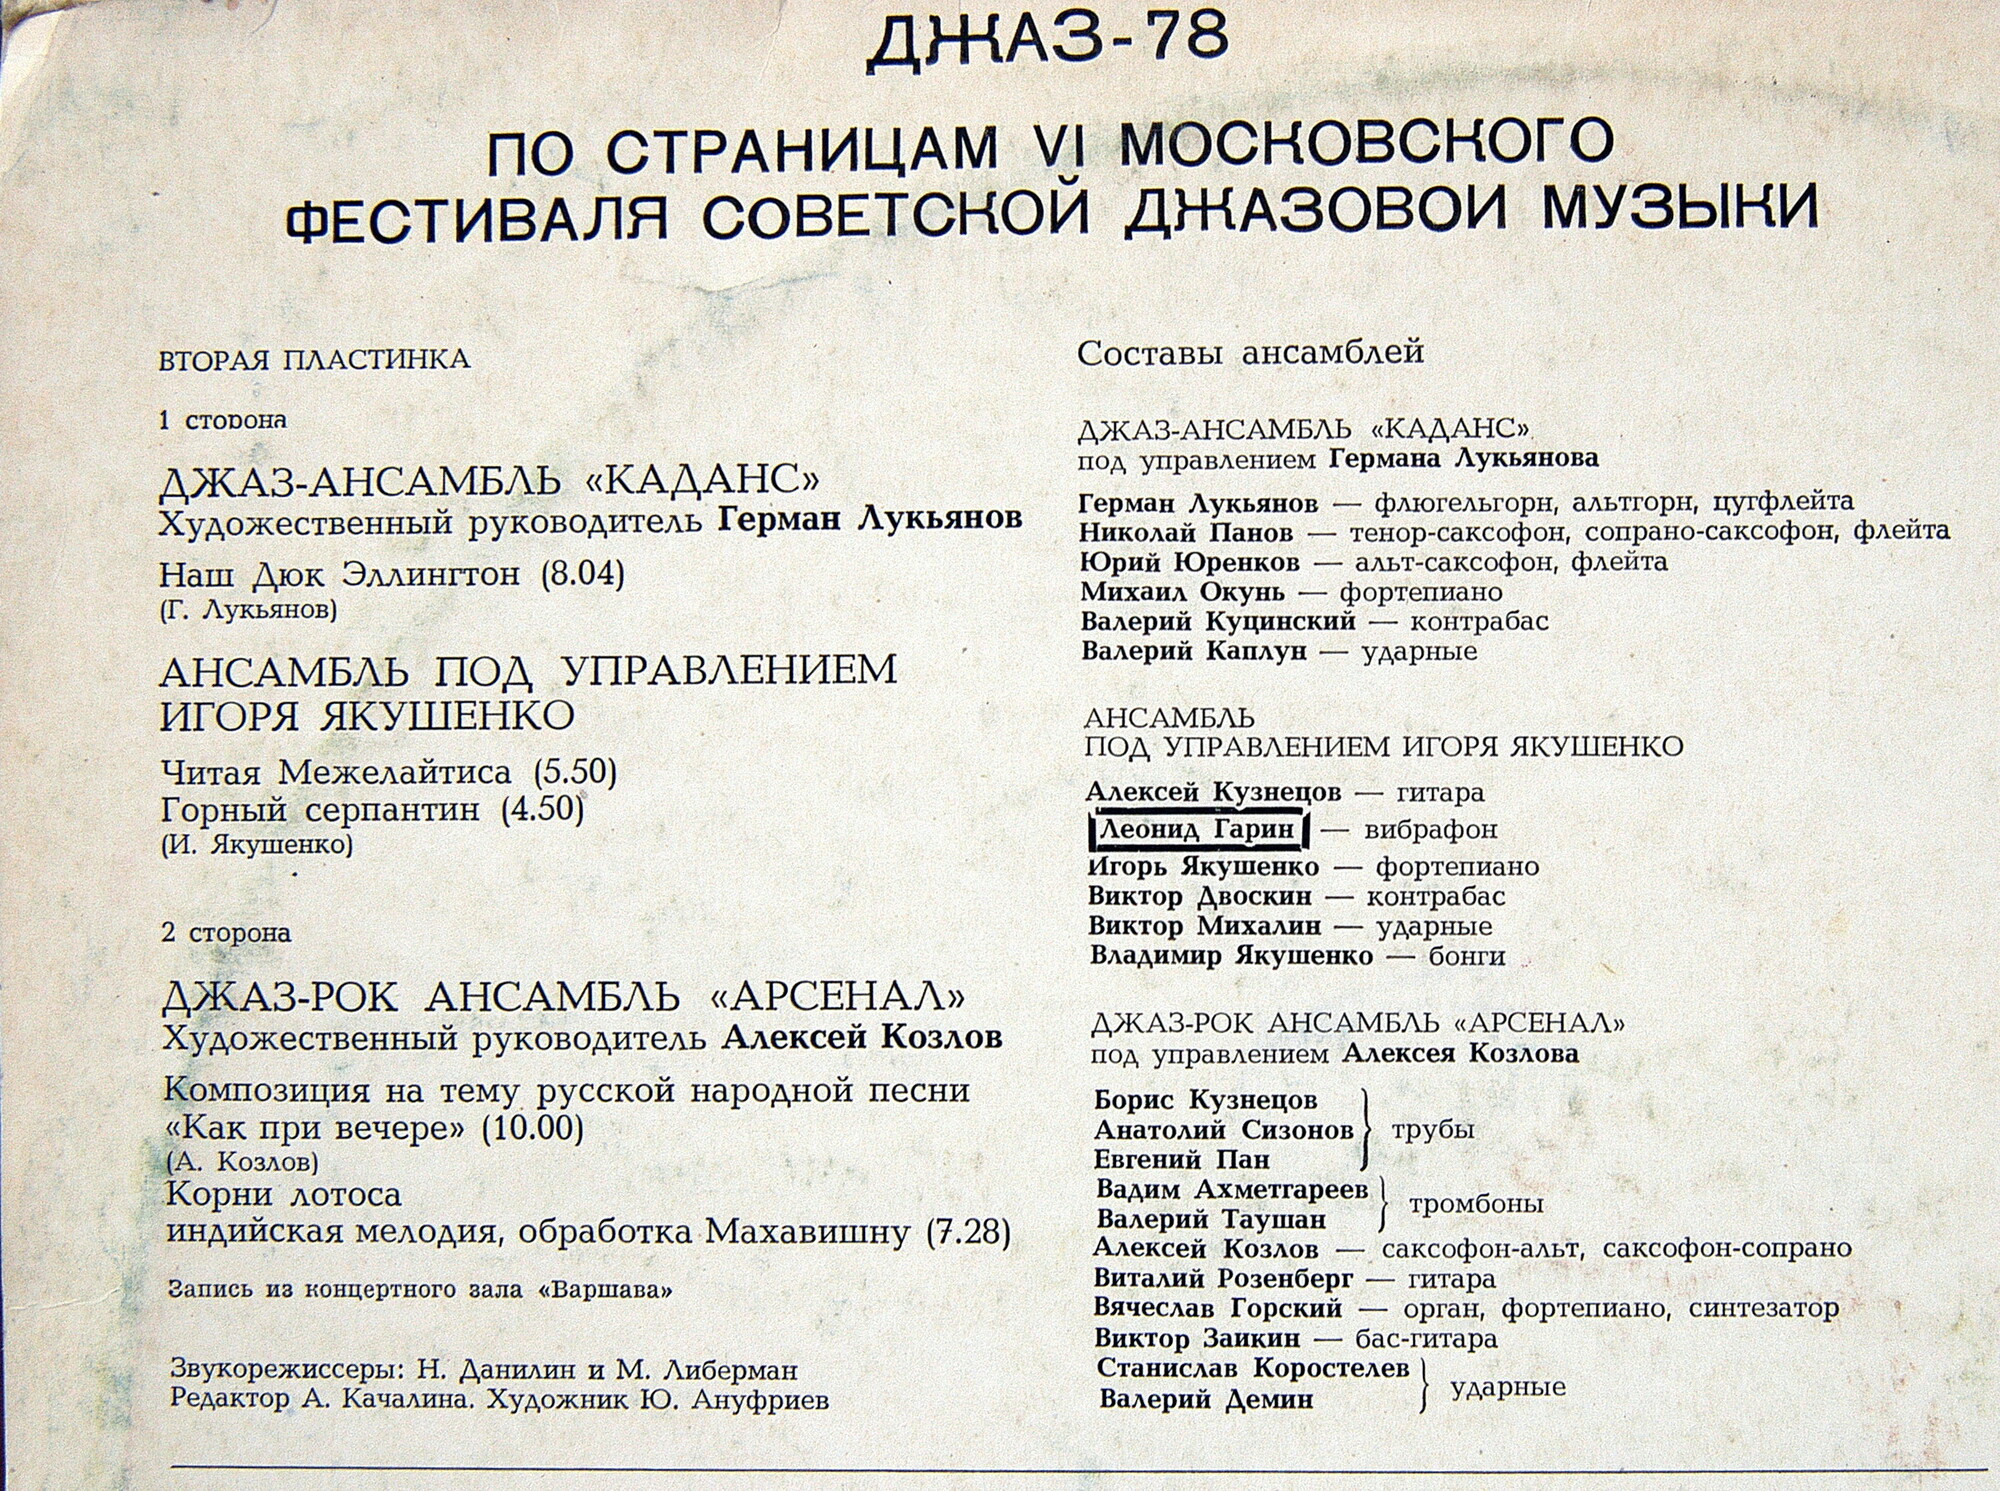 ДЖАЗ-78
ПО СТРАНИЦАМ VI МОСКОВСКОГО
ФЕСТИВАЛЯ СОВЕТСКОЙ ДЖАЗОВОИ МУЗЫКИ
ВТОРАЯ ПЛАСТИНКА
1 сторона
ДЖАЗ-АНСАМБЛЬ «КАДАНС»
Художественный руководитель Герман Лукьянов
Наш Дюк Эллингтон (8.04)
(Г. Лукьянов)
АНСАМБЛЬ ПОД УПРАВЛЕНИЕМ
ИГОРЯ ЯКУШЕНКО
Читая Межелайтиса (5.50)
Горный серпантин (4.50)
(И. Якушенко)
2 сторона
ДЖАЗ-РОК АНСАМБЛЬ «АРСЕНАЛ»
Художественный руководитель Алексей Козлов
Композиция на тему русской народной песни
«Как при вечере» (10.00)
(А. Козлов)
Корни лотоса
индийская мелодия, обработка Махавишну (7.28)
Запись из концертного зала «Варшава»
Звукорежиссеры: Н. Данилин и М. Либерман
Редактор А. Качалина. Художник Ю. Ануфриев
Составы ансамблей
ДЖАЗ-АНСАМБЛЬ «КАДАНС»
под управлением Германа Лукьянова
Герман Лукьянов — флюгельгорн, альтгорн, цугфлейта
Николай Панов — тенор-саксофон, сопрано-саксофон, флейта
Юрий Юренков — альт-саксофон, флейта
Михаил Окунь — фортепиано
Валерий Куцинский — контрабас
Валерий Каплун — ударные
АНСАМБЛЬ
ПОД УПРАВЛЕНИЕМ ИГОРЯ ЯКУШЕНКО
Алексей Кузнецов — гитара
Леонид Гарин — вибрафон
Игорь Якушенко — фортепиано
Виктор Двоскин — контрабас
Виктор Михалин — ударные
Владимир Якушенко — бонги
ДЖАЗ-РОК АНСАМБЛЬ «АРСЕНАЛ»
под управлением Алексея Козлова
Борис Кузнецов
Анатолий Сизонов } трубы
Евгений Пан
Вадим Ахметгареев } тромбоны
Валерий Таушан
Алексей Козлов — саксофон-альт, саксофон-сопрано
Виталий Розенберг — гитара
Вячеслав Горский — орган, фортепиано, синтезатор
Виктор Заикин — бас-гитара
Станислав Коростелев } ударные
Валерий Демин